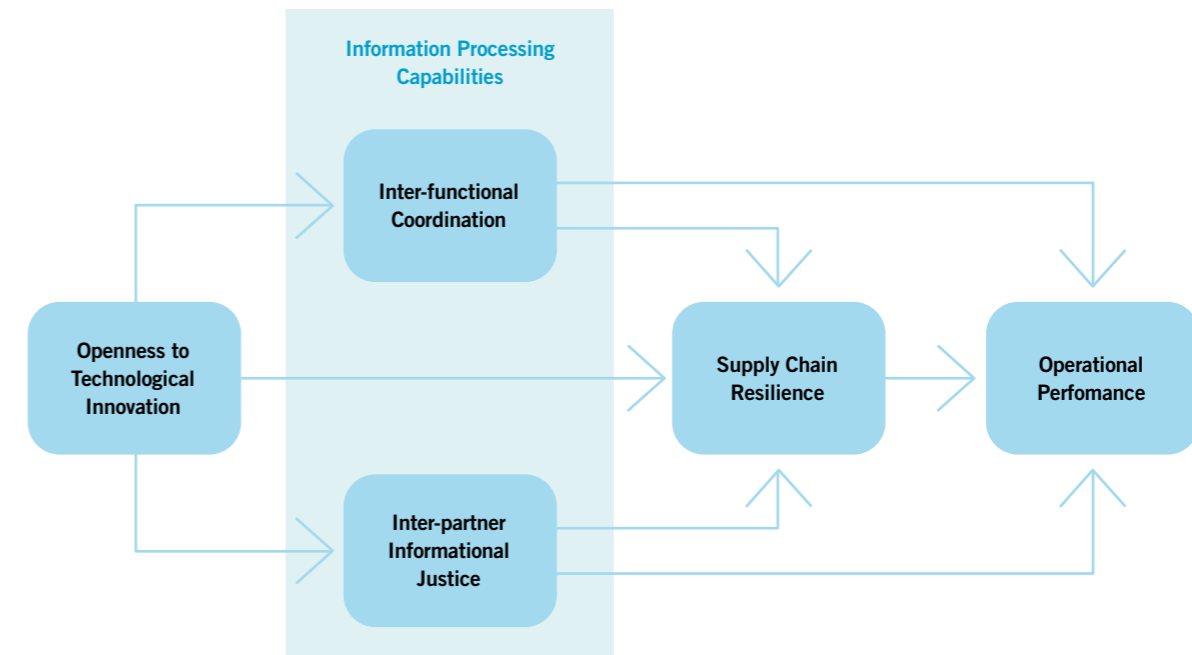 Information Processing
Capabilities
Inter-functional
Coordination
Openness to
Technological
Innovation
Supply Chain
Resilience
Operational
Perfomance
Inter-partner
Informational
Justice